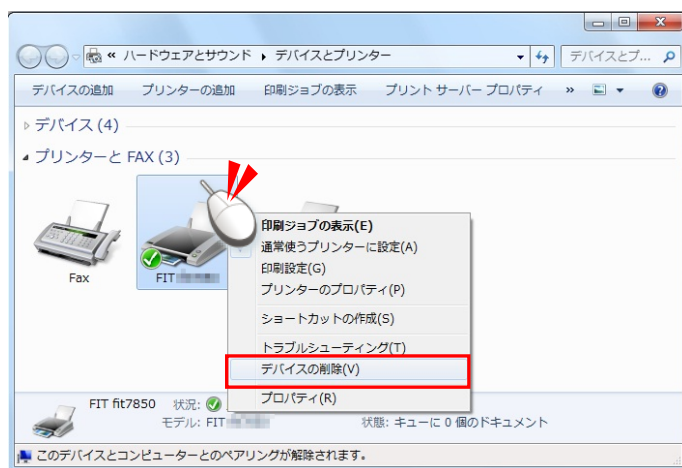 « ハードウェアとサウンド ▸ デバイスとプリンター
デバイスとプ...
デバイスの追加 プリンターの追加 印刷ジョブの表示 プリント サーバー プロパティ »
デバイス (4)
プリンターと FAX (3)
Fax
FIT
印刷ジョブの表示(E)
通常使うプリンターに設定(A)
印刷設定(G)
プリンターのプロパティ(P)
ショートカットの作成(S)
トラブルシューティング(T)
デバイスの削除(V)
プロパティ(R)
FIT fit7850 状況:
モデル: FIT 状態: キューに 0 個のドキュメント
このデバイスとコンピューターとのペアリングが解除されます。